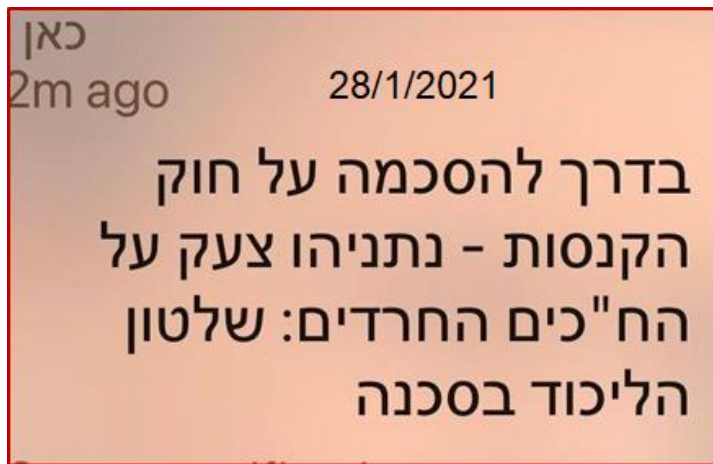 כאן
2m ago
28/1/2021
בדרך להסכמה על חוק
הקנסות - נתניהו צעק על
הח"כים החרדים: שלטון
הליכוד בסכנה